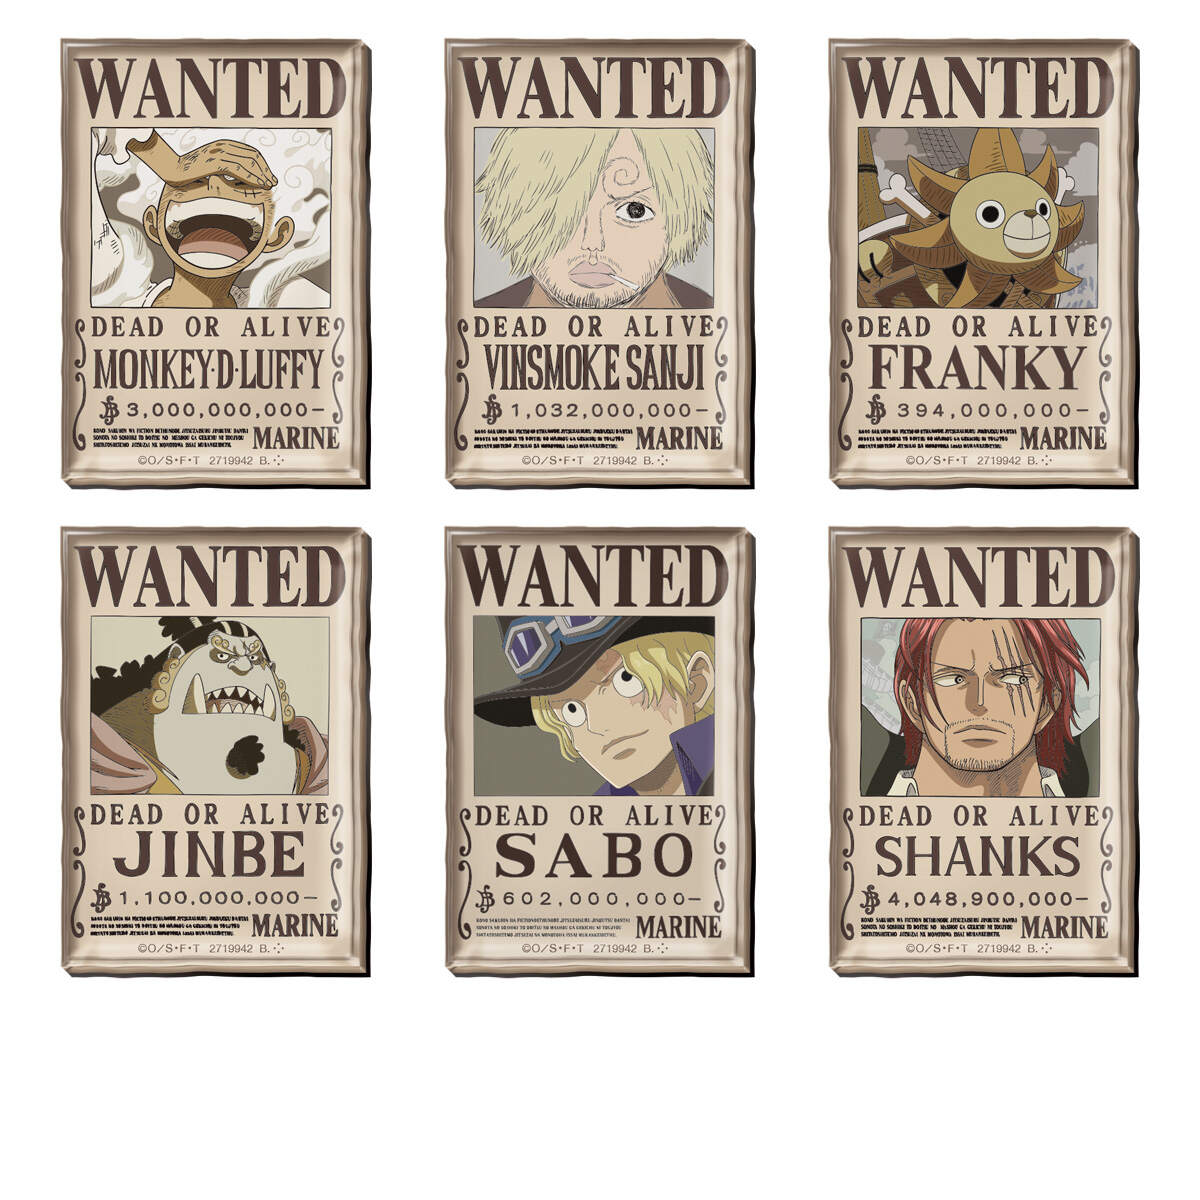 WANTED
DEAD OR ALIVE
MONKEY·D·LUFFY
3,000,000,000-
MARINE
©O/S•F•T 2719942 B.
WANTED
DEAD OR ALIVE
VINSMOKE SANJI
1,032,000,000-
MARINE
©O/S•F•T 2719942 B.
WANTED
DEAD OR ALIVE
FRANKY
394,000,000-
MARINE
©O/S•F•T 2719942 B.
WANTED
DEAD OR ALIVE
JINBE
1,100,000,000-
MARINE
©O/S•F•T 2719942 B.
WANTED
DEAD OR ALIVE
SABO
602,000,000-
MARINE
©O/S•F•T 2719942 B.
WANTED
DEAD OR ALIVE
SHANKS
4,048,900,000-
MARINE
©O/S•F•T 2719942 B.